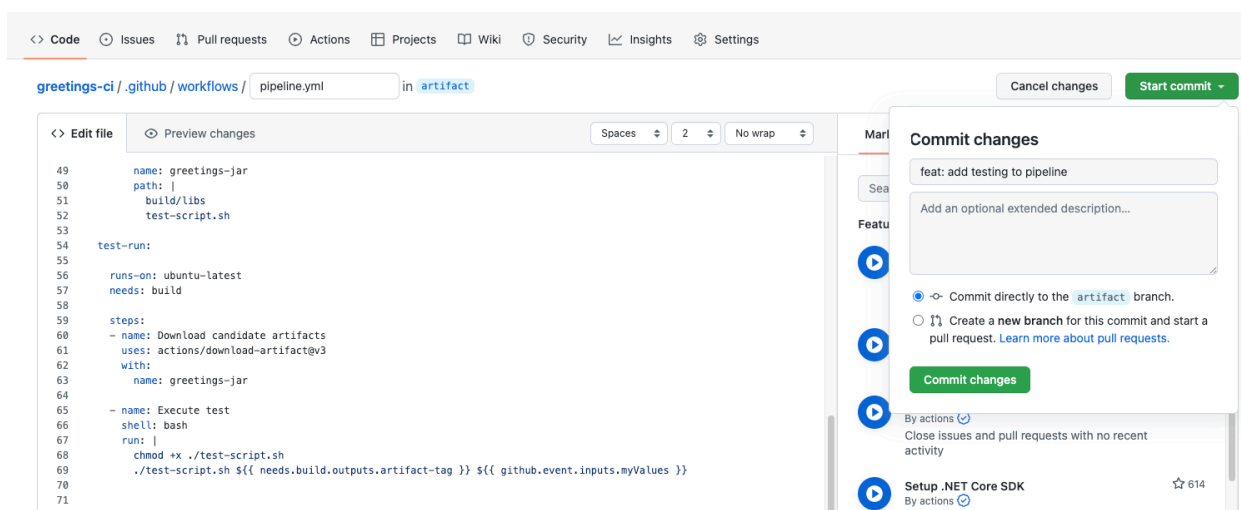 <> Code Issues Pull requests Actions Projects Wiki Security Insights Settings
greetings-ci / .github / workflows / pipeline.yml in artifact Cancel changes Start commit
<> Edit file Preview changes Spaces 2 No wrap
49 name: greetings-jar
50 path: |
51 build/libs
52 test-script.sh
53
54 test-run:
55
56 runs-on: ubuntu-latest
57 needs: build
58
59 steps:
60 - name: Download candidate artifacts
61 uses: actions/download-artifact@v3
62 with:
63 name: greetings-jar
64
65 - name: Execute test
66 shell: bash
67 run: |
68 chmod +x ./test-script.sh
69 ./test-script.sh ${{ needs.build.outputs.artifact-tag }} ${{ github.event.inputs.myValues }}
70
71
Mar
Sea
Featu
Commit changes
feat: add testing to pipeline
Add an optional extended description...
Commit directly to the artifact branch.
Create a new branch for this commit and start a
pull request. Learn more about pull requests.
Commit changes
By actions
Close issues and pull requests with no recent
activity
Setup .NET Core SDK 614
By actions